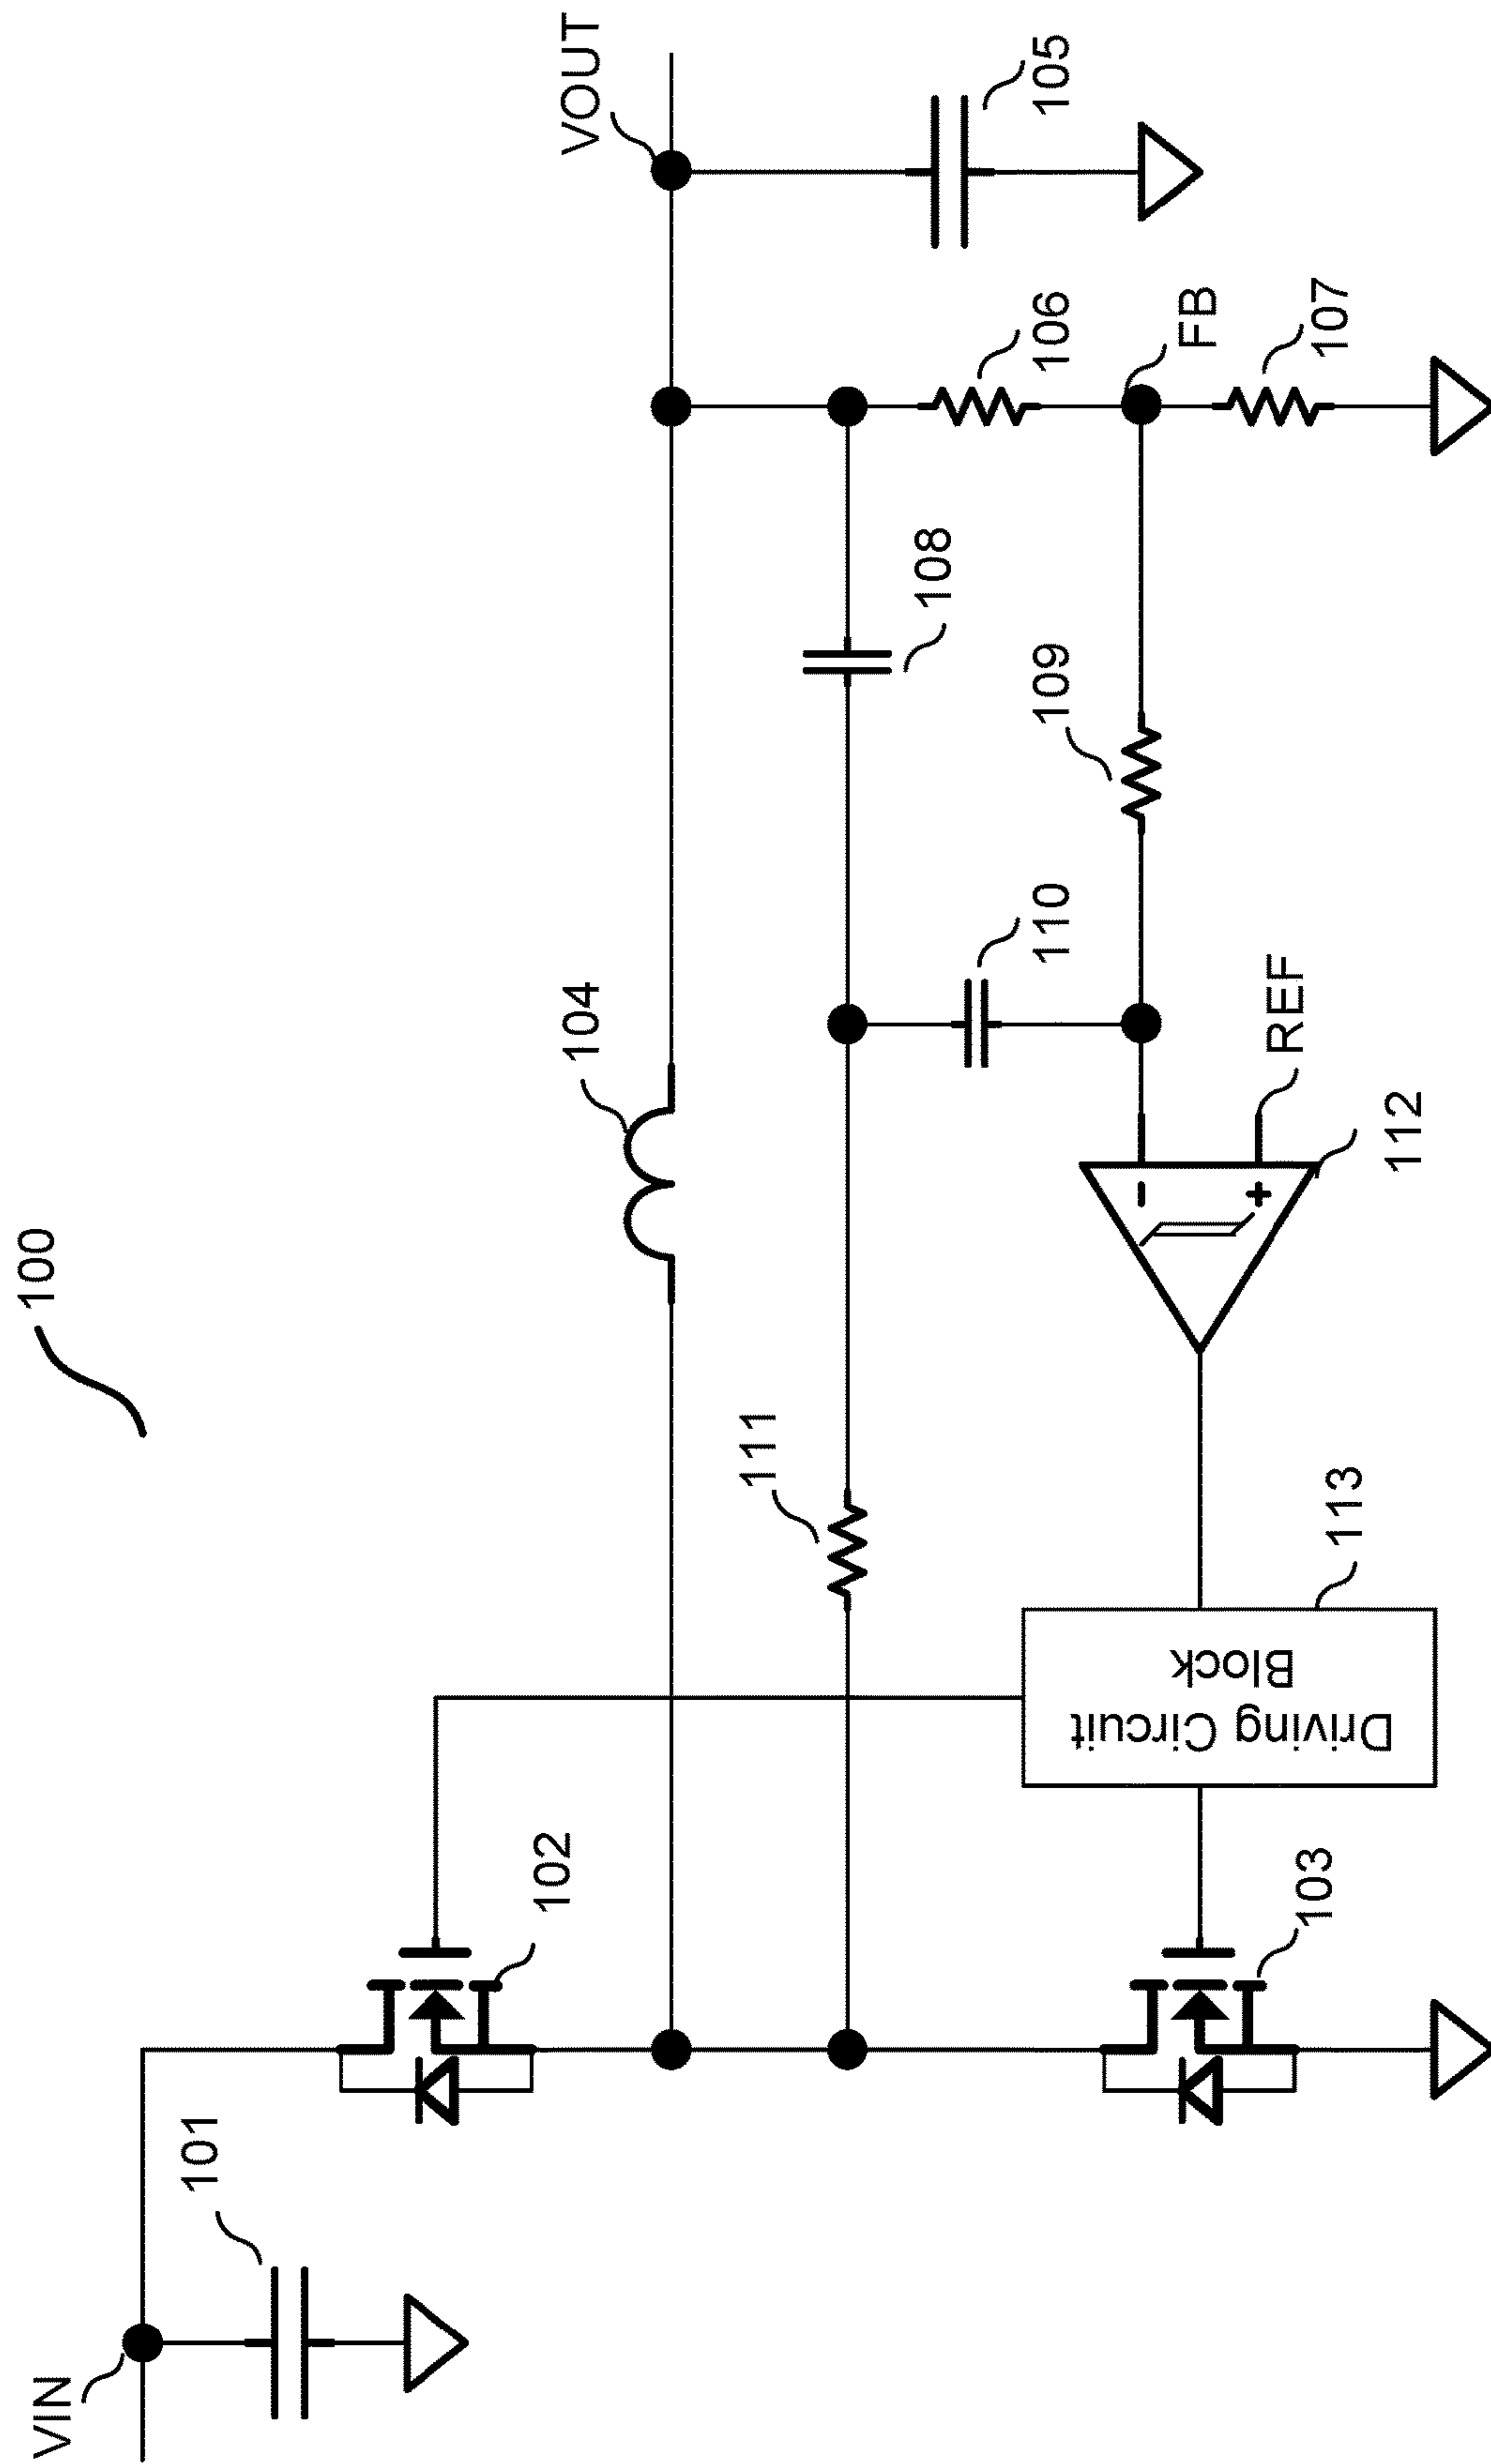 100
VIN
101
102
103
104
VOUT
105
106
FB
107
108
109
110
111
REF
112
113
Driving Circuit
Block
-
+